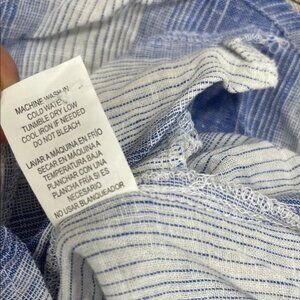 MACHINE WASH IN
COLD WATER
TUMBLE DRY LOW
COOL IRON IF NEEDED
DO NOT BLEACH
LAVAR A MÁQUINA EN FRÍO
SECAR EN MÁQUINA A
TEMPERATURA BAJA
PLANCHAR CON UNA
PLANCHA FRÍA SI ES
NECESARIO
NO USAR BLANQUEADOR